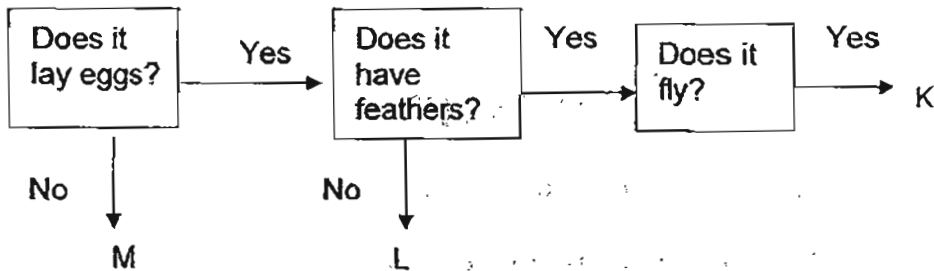 Does it
lay eggs?
Yes
Does it
have
feathers?
Yes
Does it
fly?
Yes
K
No
M
No
L